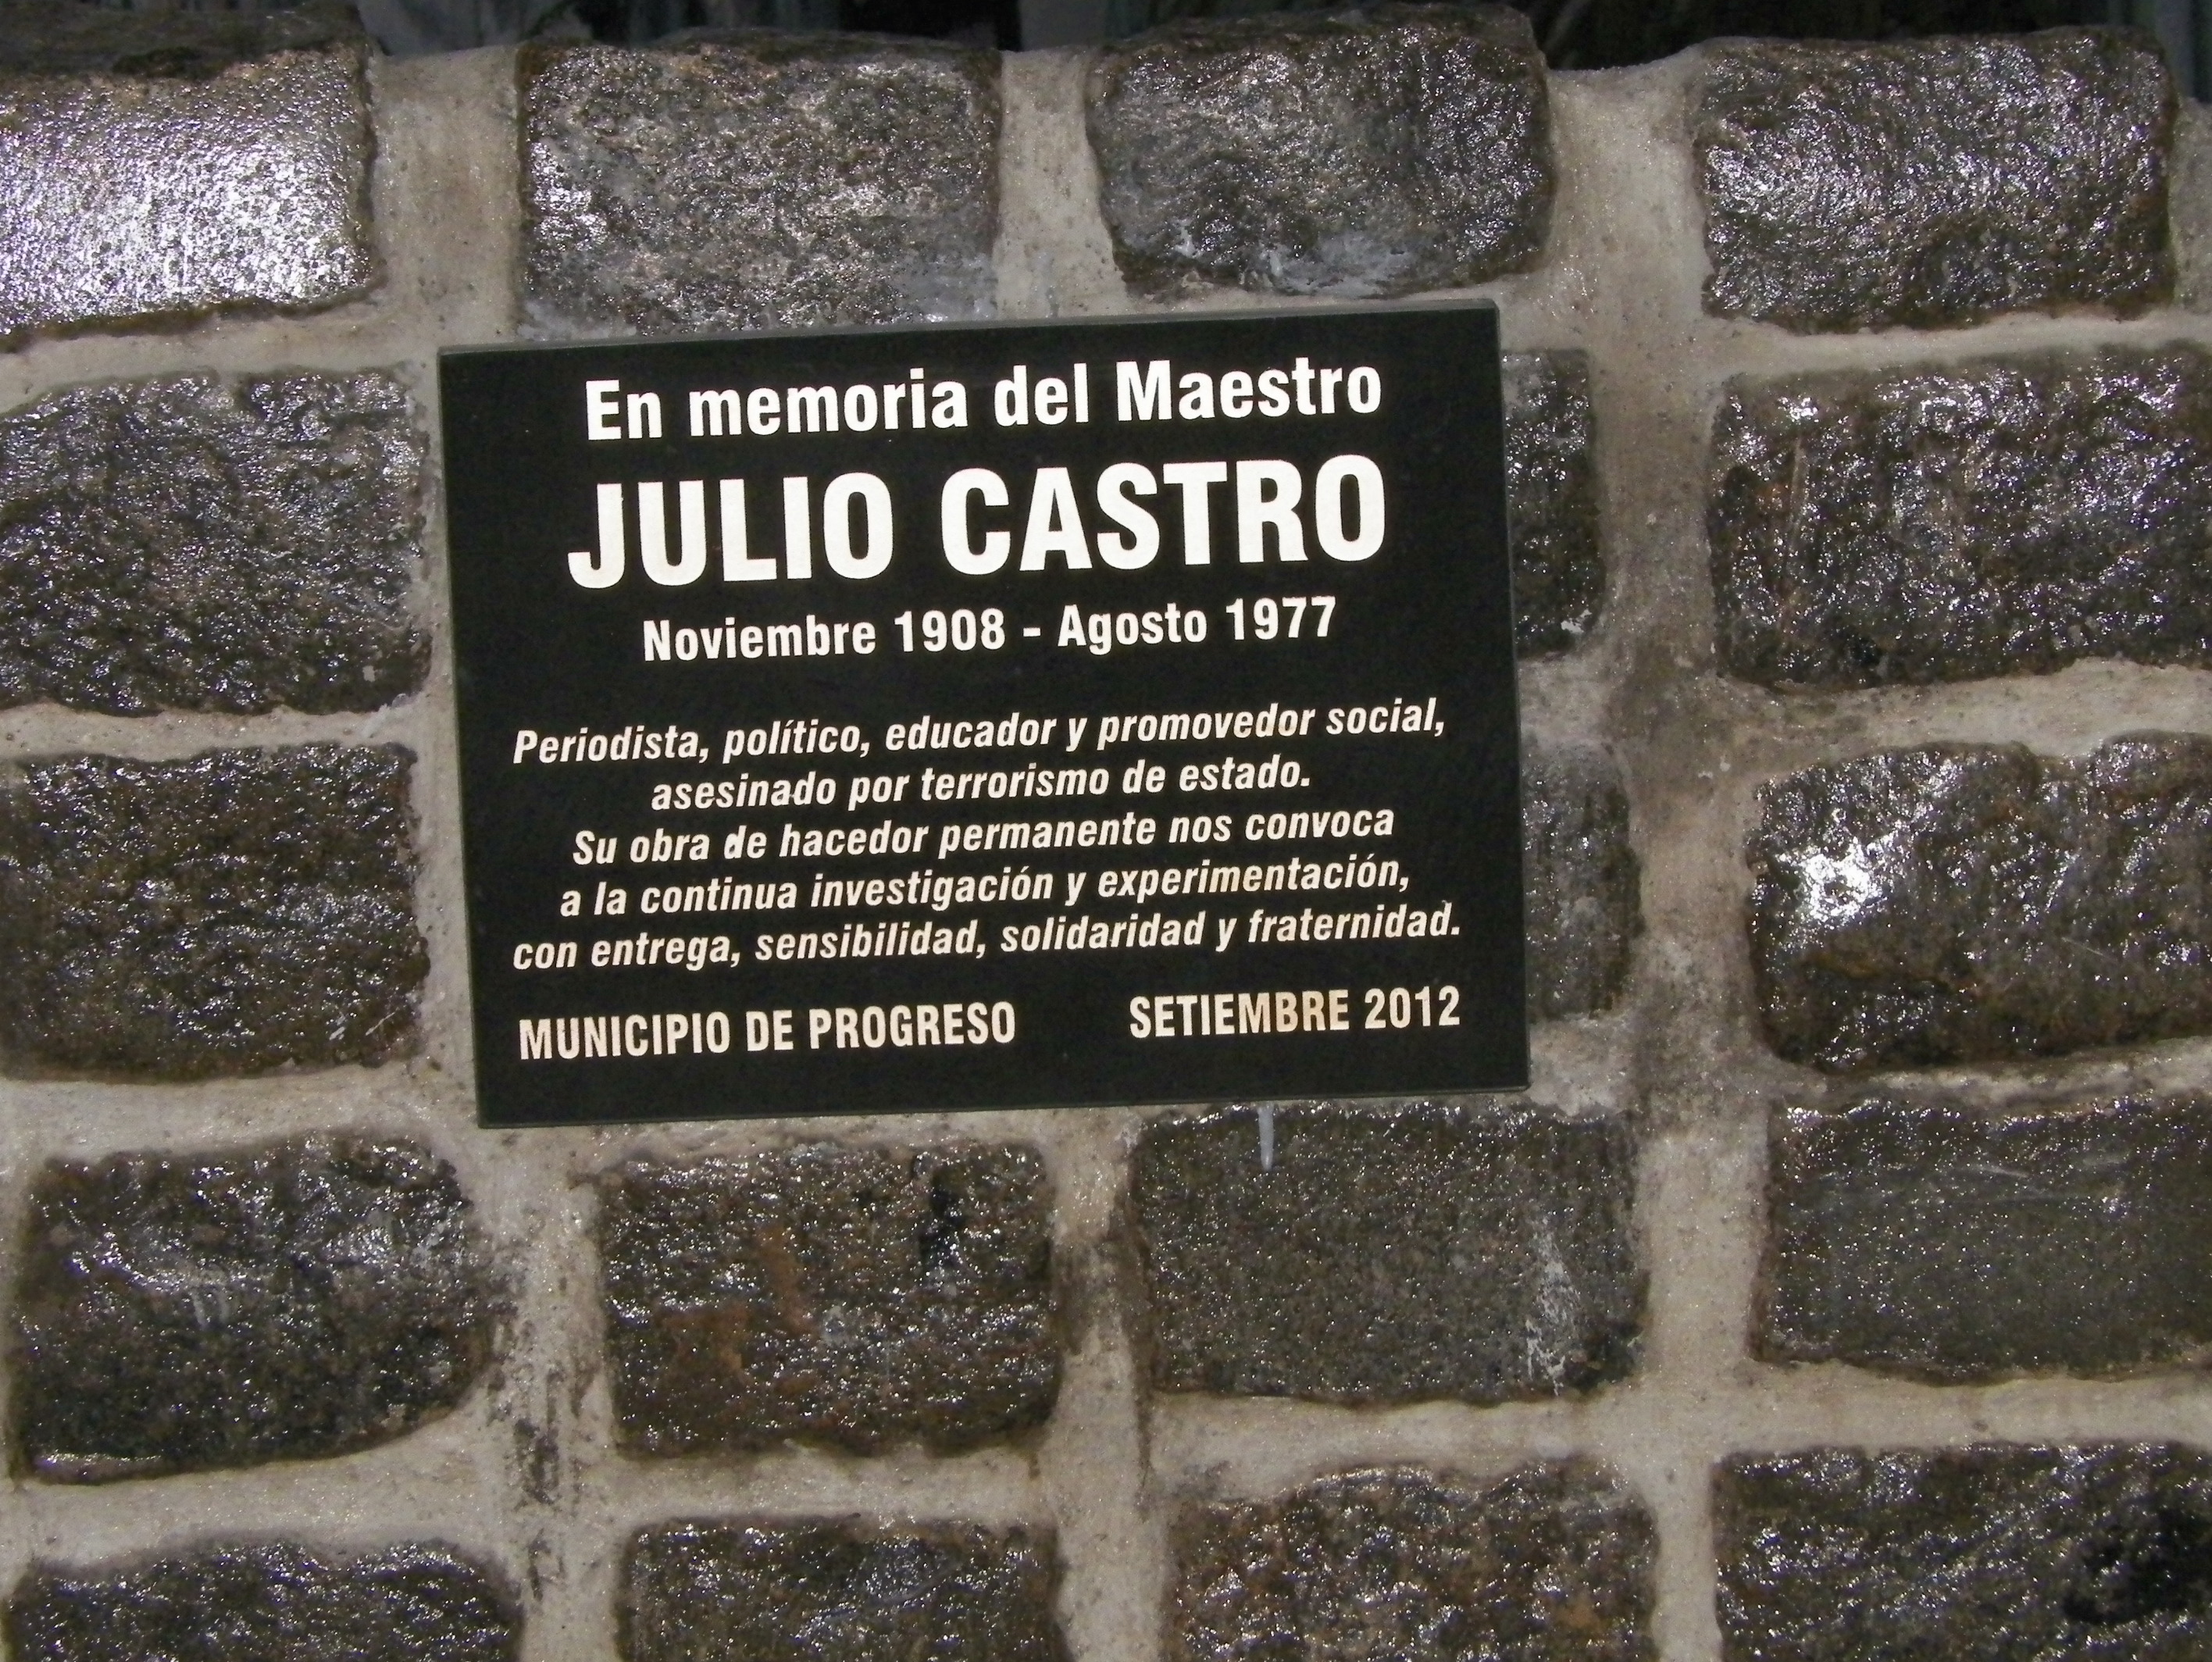 En memoria del Maestro
JULIO CASTRO
Noviembre 1908 - Agosto 1977
Periodista, político, educador y promovedor social,
asesinado por terrorismo de estado.
Su obra de hacedor permanente nos convoca
a la continua investigación y experimentación,
con entrega, sensibilidad, solidaridad y fraternidad.
MUNICIPIO DE PROGRESO SETIEMBRE 2012